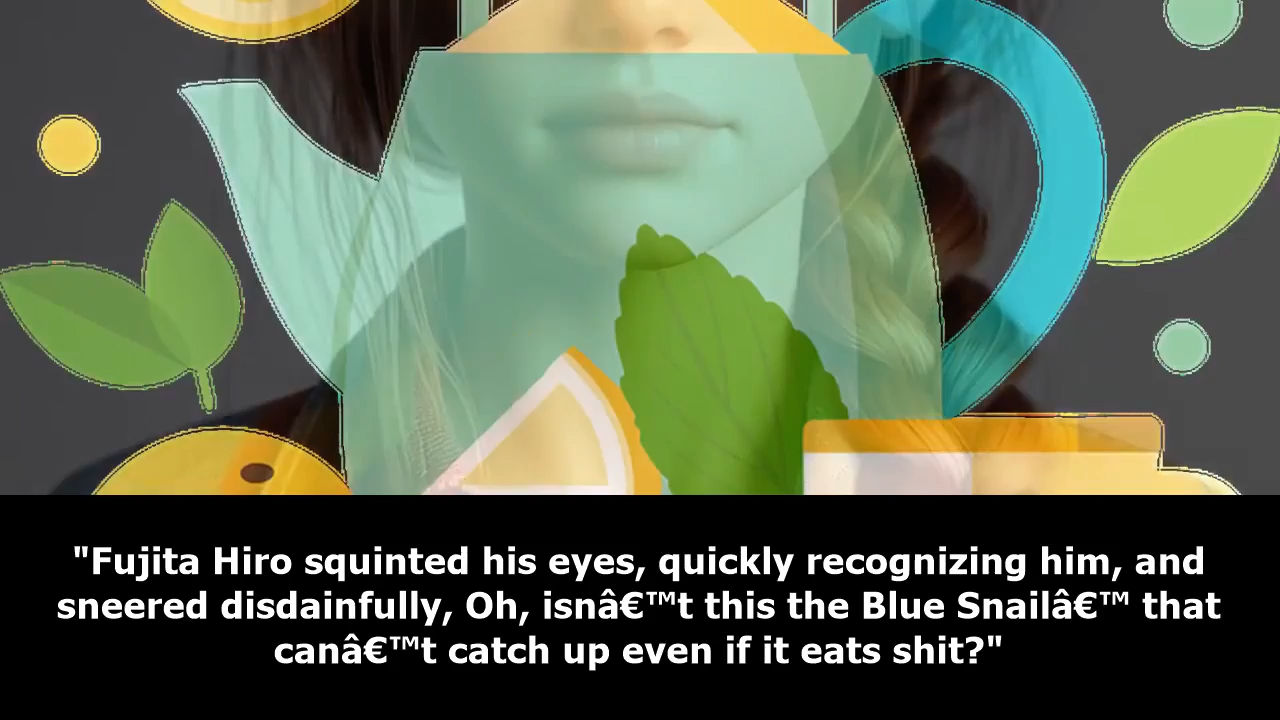 "Fujita Hiro squinted his eyes, quickly recognizing him, and
sneered disdainfully, Oh, isnâ€™t this the Blue Snailâ€™ that
canâ€™t catch up even if it eats shit?"